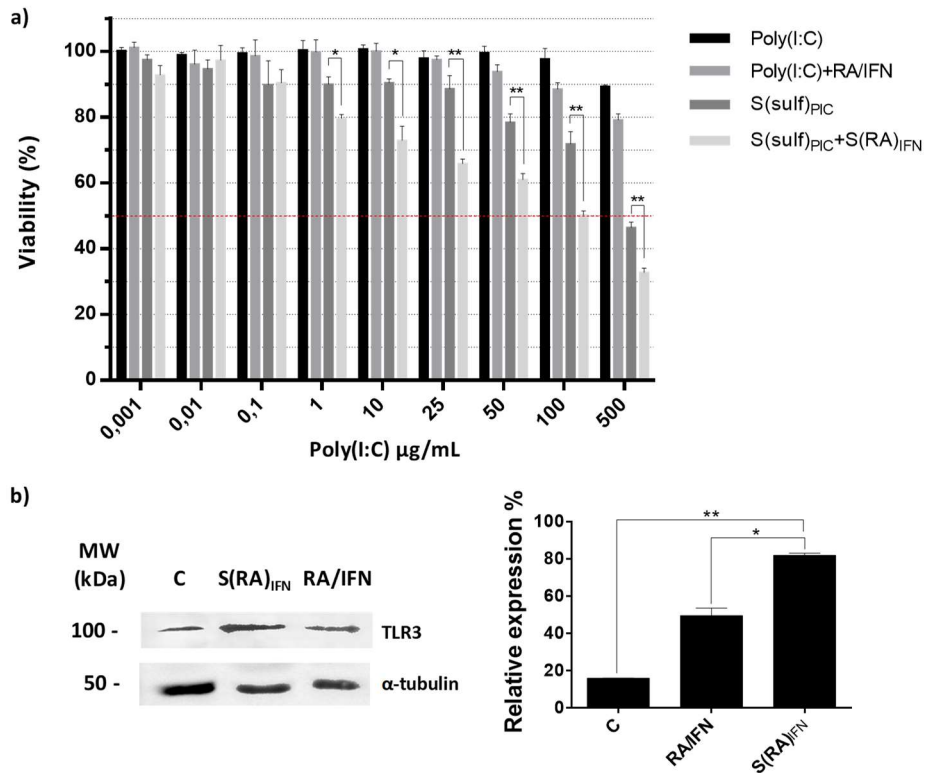 a)
Viability (%)
100
80
60
40
20
0
* * ** ** ** **
0,001 0,01 0,1 1 10 25 50 100 500
Poly(I:C) µg/mL
Poly(I:C)
Poly(I:C)+RA/IFN
S(sulf)PIC
S(sulf)PIC+S(RA)IFN
b)
MW
(kDa)
C S(RA)IFN RA/IFN
100 - TLR3
50 - α-tubulin
Relative expression %
100
80
60
40
20
0
**
*
C RA/IFN S(RA)IFN